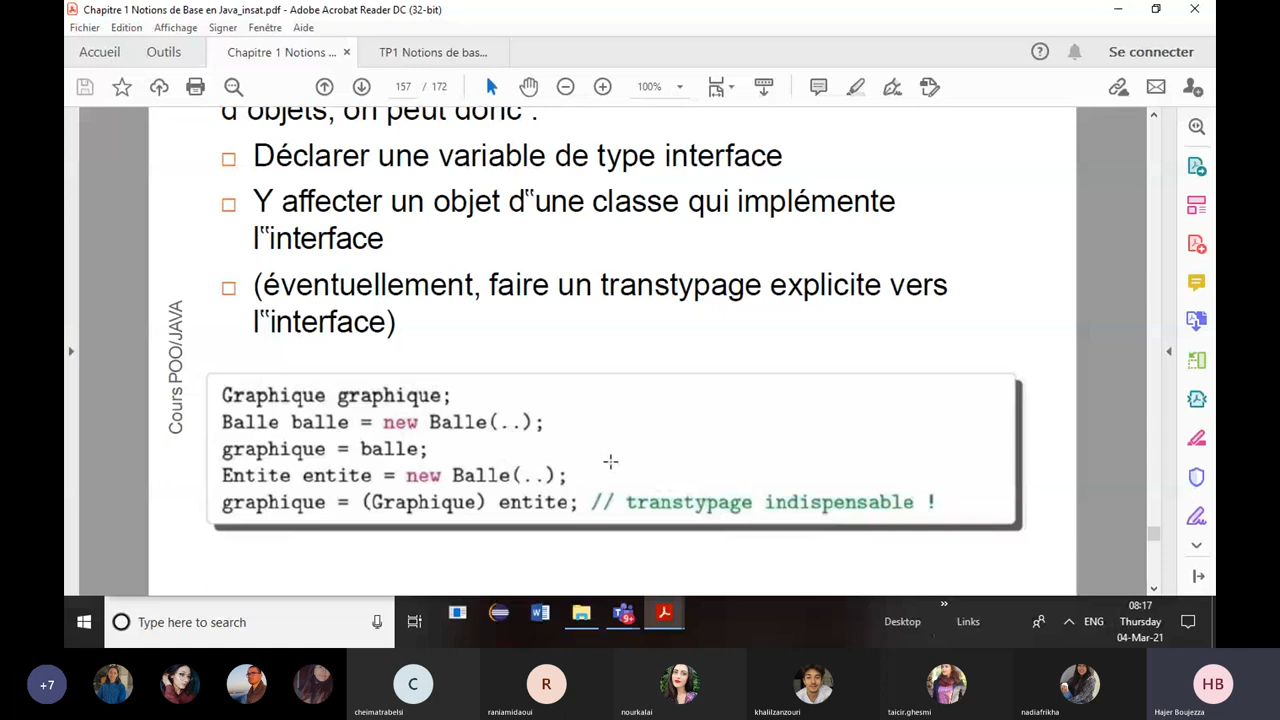 Chapitre 1 Notions de Base en Java_insat.pdf - Adobe Acrobat Reader DC (32-bit)
Fichier Edition Affichage Signer Fenêtre Aide
Accueil Outils Chapitre 1 Notions ... × TP1 Notions de bas... Se connecter
157 / 172 100%
d'objets, on peut donc :
Déclarer une variable de type interface
Y affecter un objet d‟une classe qui implémente
l‟interface
(éventuellement, faire un transtypage explicite vers
l‟interface)
Cours POO/JAVA
Graphique graphique;
Balle balle = new Balle(..);
graphique = balle;
Entite entite = new Balle(..);
graphique = (Graphique) entite; // transtypage indispensable !
Type here to search
9+
Desktop
»
Links
ENG
08:17
Thursday
04-Mar-21
+7
C
R
HB
cheimatrabelsi
raniamidaoui
nourkalai
khalilzanzouri
taicir.ghesmi
nadiafrikha
Hajer Boujezza